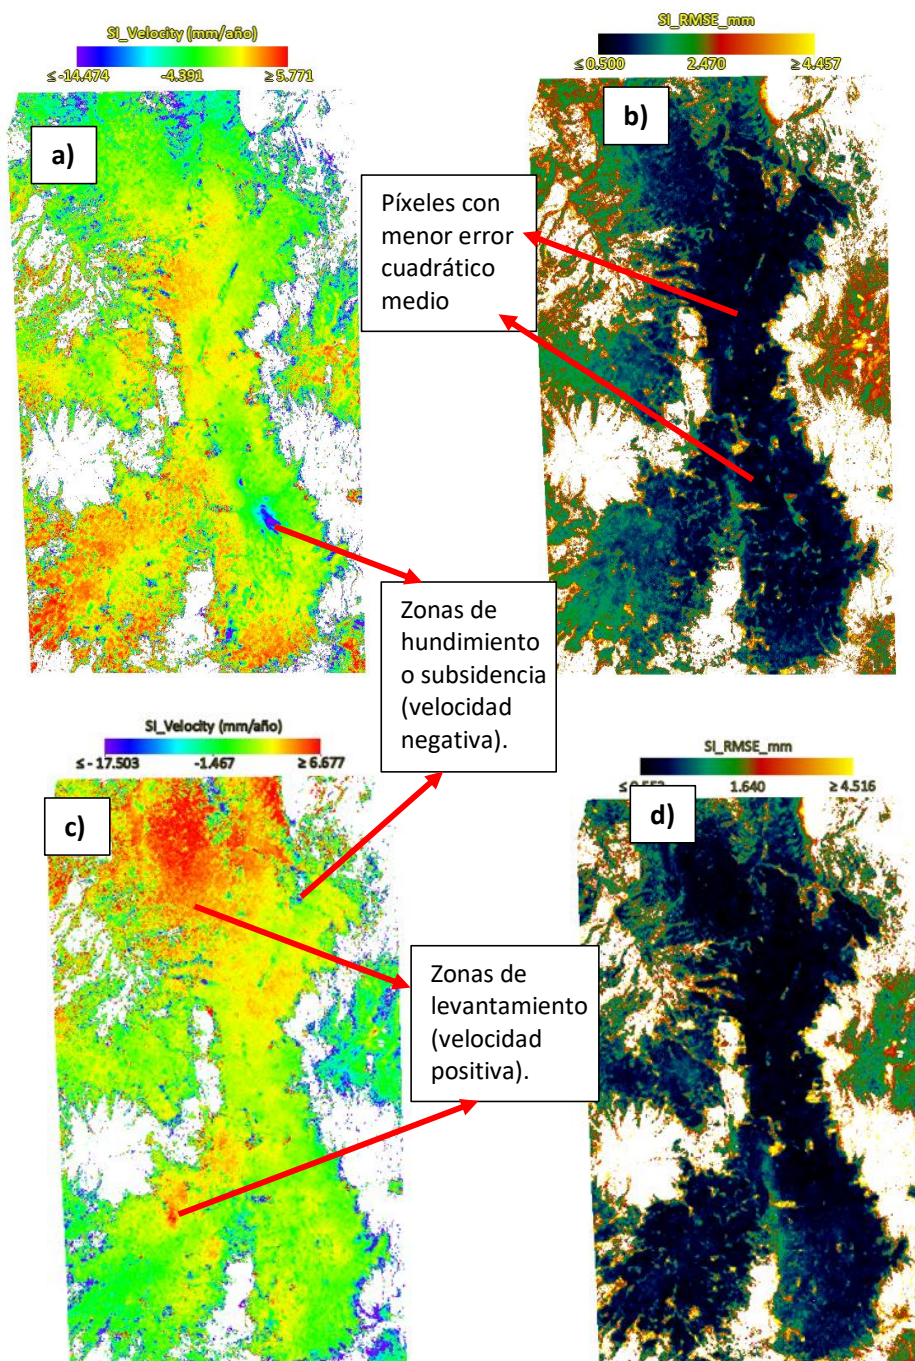 SI_Velocity (mm/año)
≤ -14.474 -4.391 ≥ 5.771
a)
SI_RMSE_mm
≤ 0.500 2.470 ≥ 4.457
b)
Píxeles con
menor error
cuadrático
medio
Zonas de
hundimiento
o subsidencia
(velocidad
negativa).
SI_Velocity (mm/año)
≤ - 17.503 -1.467 ≥ 6.677
c)
SI_RMSE_mm
1.640 ≥ 4.516
d)
Zonas de
levantamiento
(velocidad
positiva).